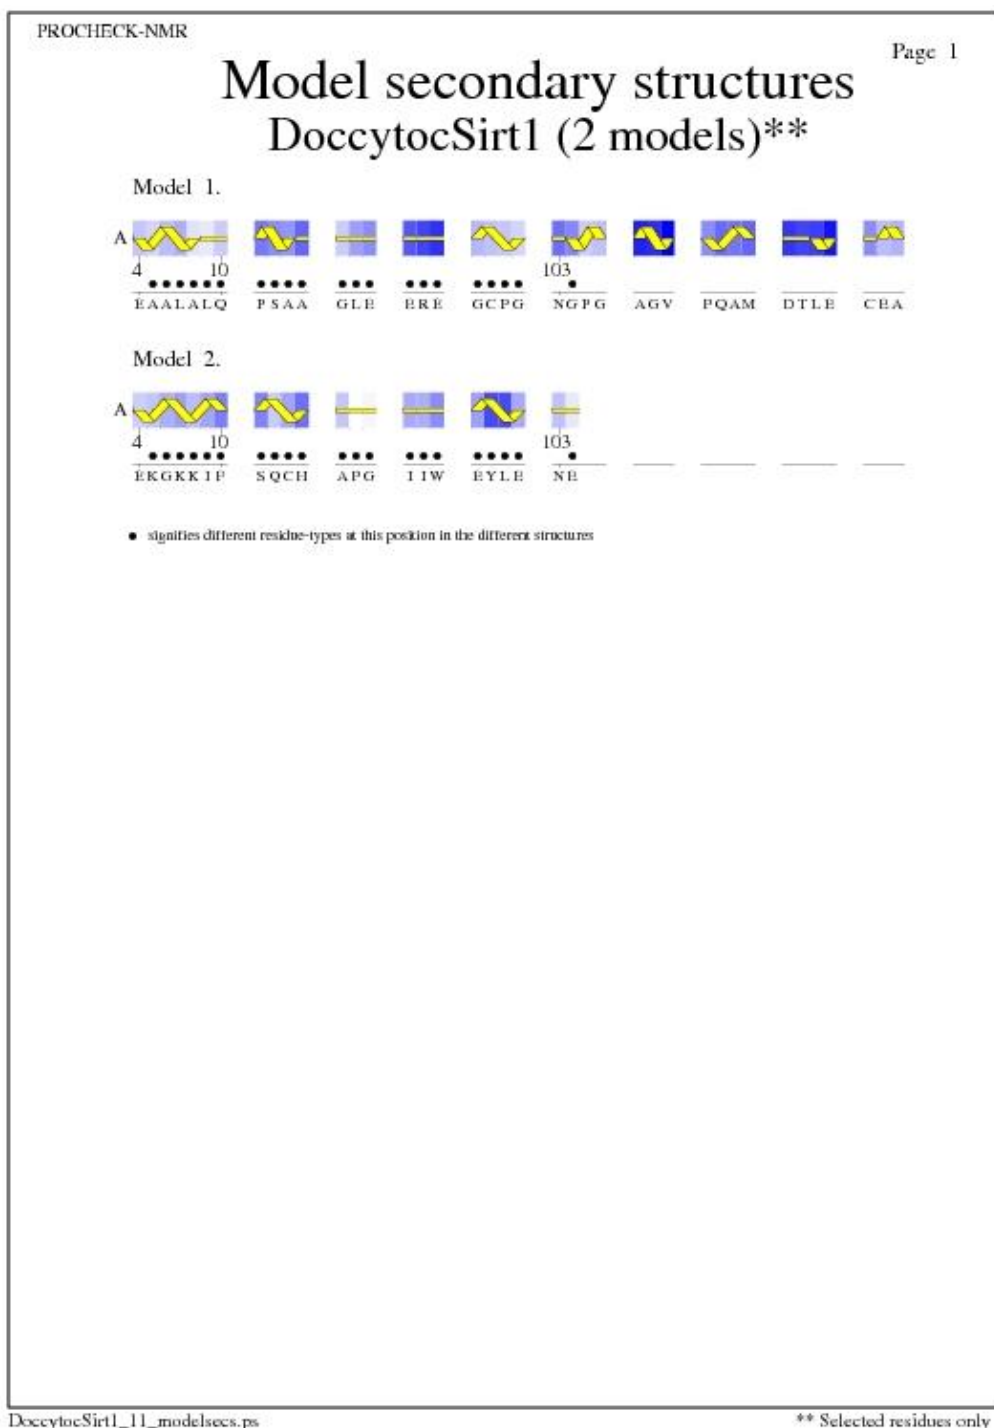 PROCHECK-NMR
Page 1
Model secondary structures
DoccytocSirt1 (2 models)**
Model 1.
A
4 10 103
EAALALQ PSAA GLE ERE GCPG NGPG AGV PQAM DTLE CEA
Model 2.
A
4 10 103
EKGKKIF SQCH APG IIW EYLE NE
● signifies different residue-types at this position in the different structures
DoccytocSirt1_11_modelsecs.ps
** Selected residues only